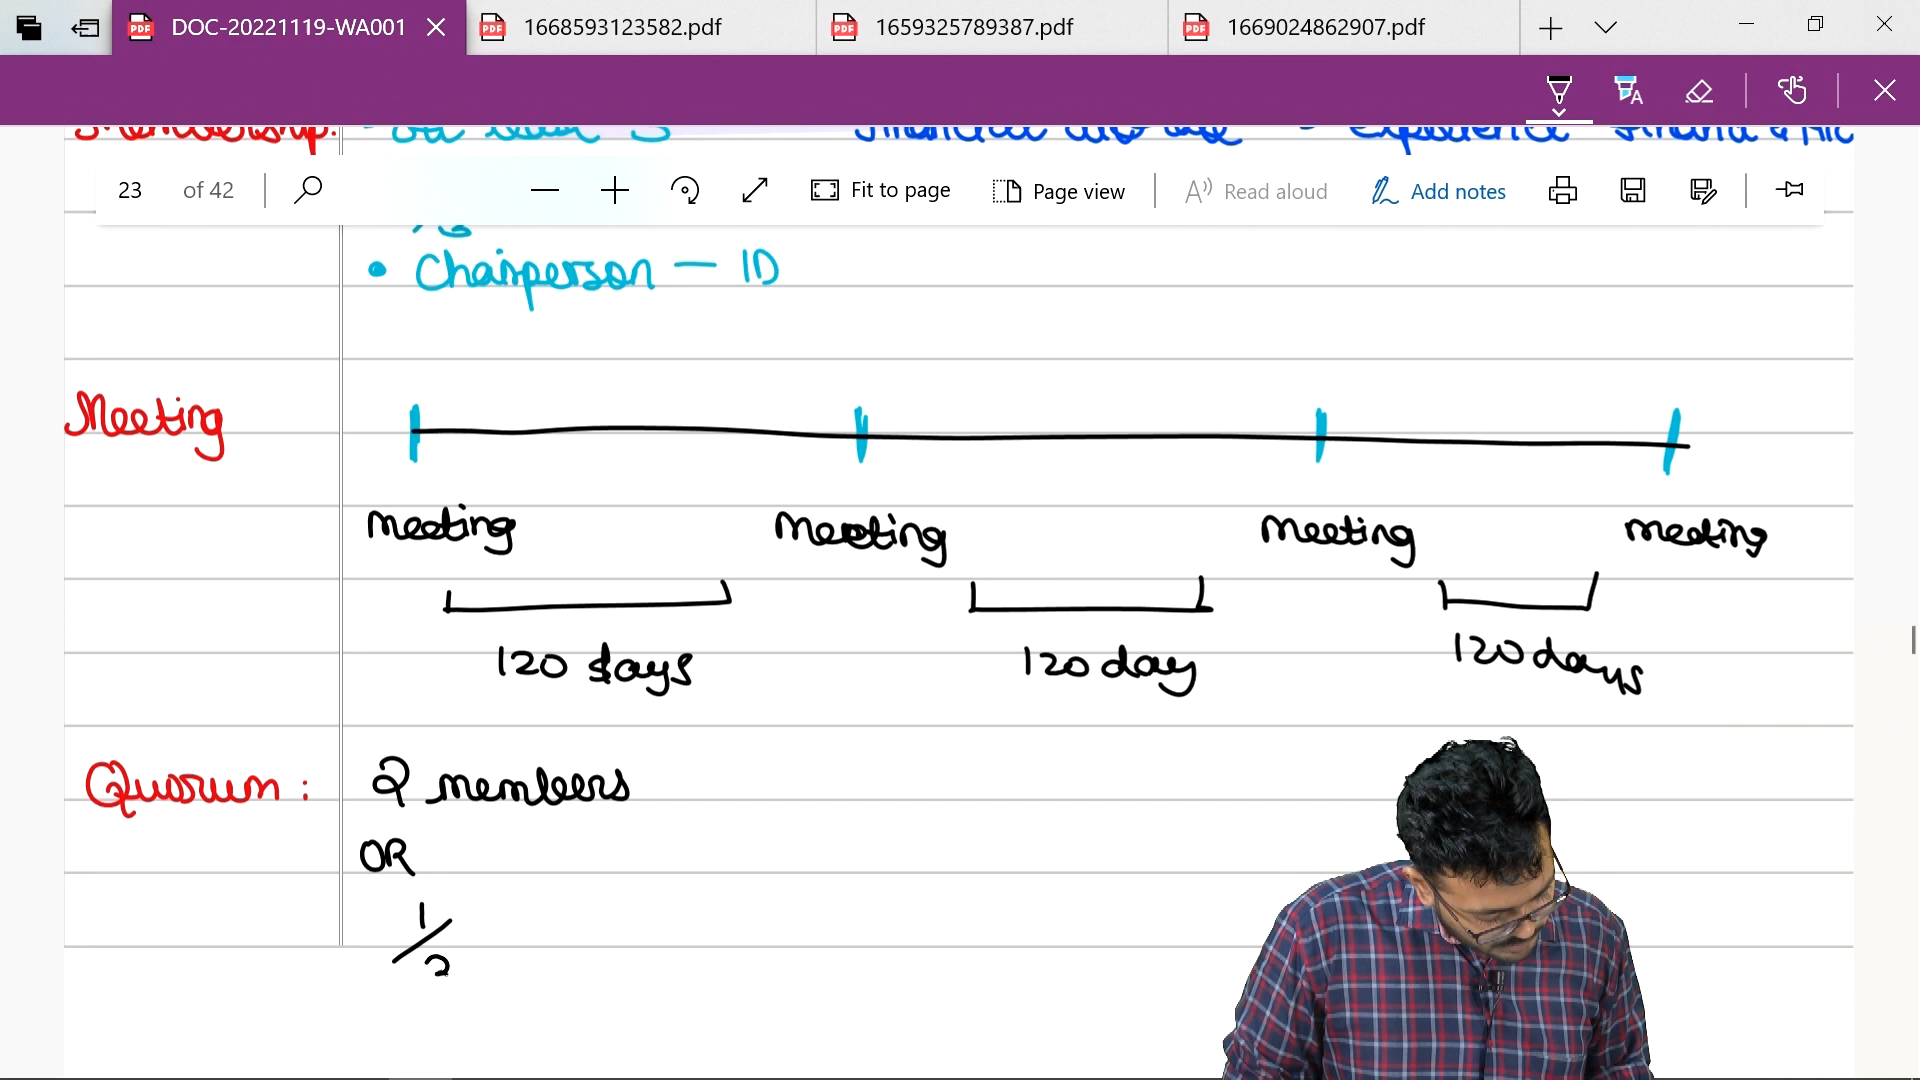 DOC-20221119-WA001
1668593123582.pdf
1659325789387.pdf
1669024862907.pdf
23 of 42
Fit to page
Page view
Read aloud
Add notes
• Chairperson — ID
Meeting
meeting meeting meeting meeting
120 days 120 day 120 days
Quorum : 2 members
OR
1/2